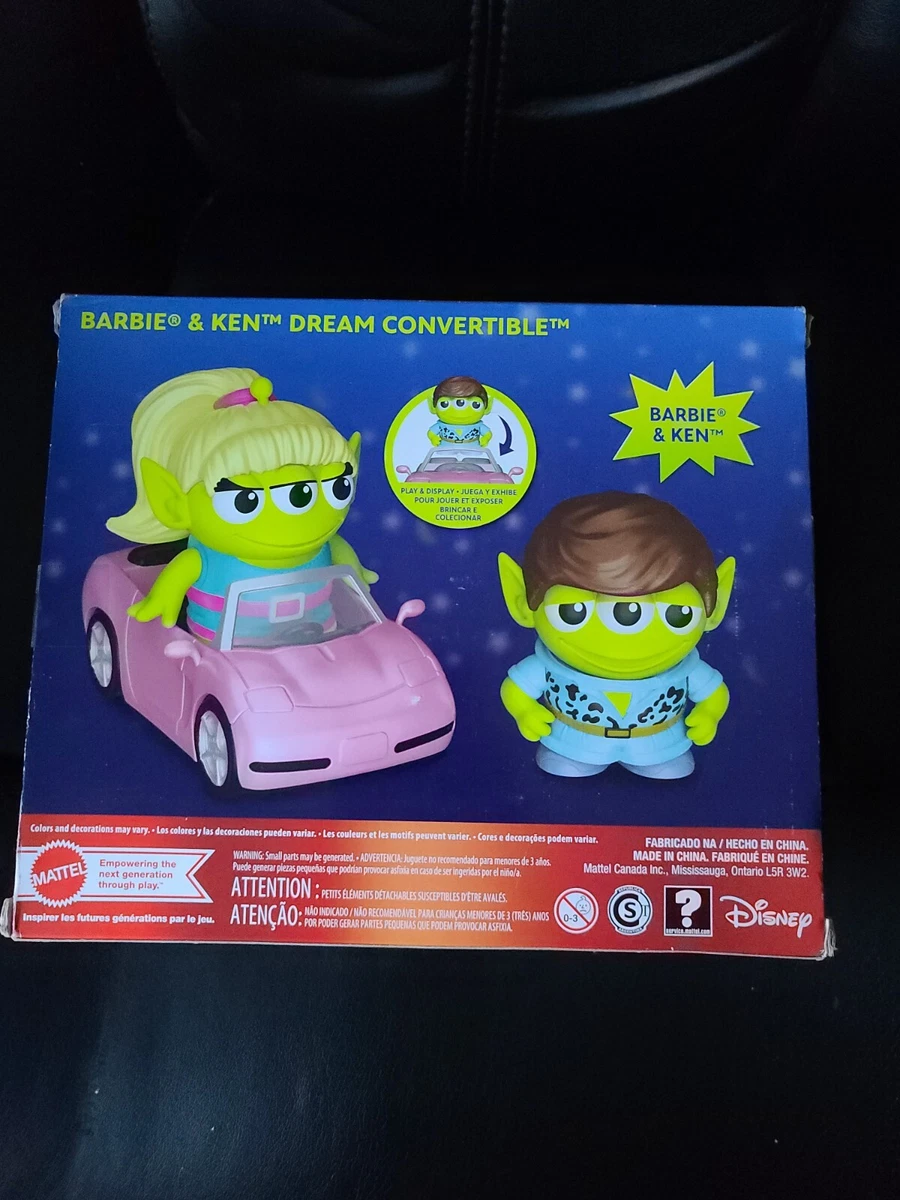 BARBIE® & KEN™ DREAM CONVERTIBLE™
PLAY & DISPLAY • JUEGA Y EXHIBE
POUR JOUER ET EXPOSER
BRINCAR E
COLECIONAR
BARBIE®
& KEN™
Colors and decorations may vary. • Los colores y las decoraciones pueden variar. • Les couleurs et les motifs peuvent varier. • Cores e decorações podem variar.
MATTEL
Empowering the
next generation
through play.™
Inspirer les futures générations par le jeu.
WARNING: Small parts may be generated. • ADVERTENCIA: Juguete no recomendado para menores de 3 años.
Puede generar piezas pequeñas que podrían provocar asfixia en caso de ser ingeridas por el niño/a.
ATTENTION : PETITS ÉLÉMENTS DÉTACHABLES SUSCEPTIBLES D'ÊTRE AVALÉS.
ATENÇÃO: NÃO INDICADO / NÃO RECOMENDÁVEL PARA CRIANÇAS MENORES DE 3 (TRÊS) ANOS
POR PODER GERAR PARTES PEQUENAS QUE PODEM PROVOCAR ASFIXIA.
FABRICADO NA / HECHO EN CHINA.
MADE IN CHINA. FABRIQUÉ EN CHINE.
Mattel Canada Inc., Mississauga, Ontario L5R 3W2.
0-3
S
?
service.mattel.com
Disney